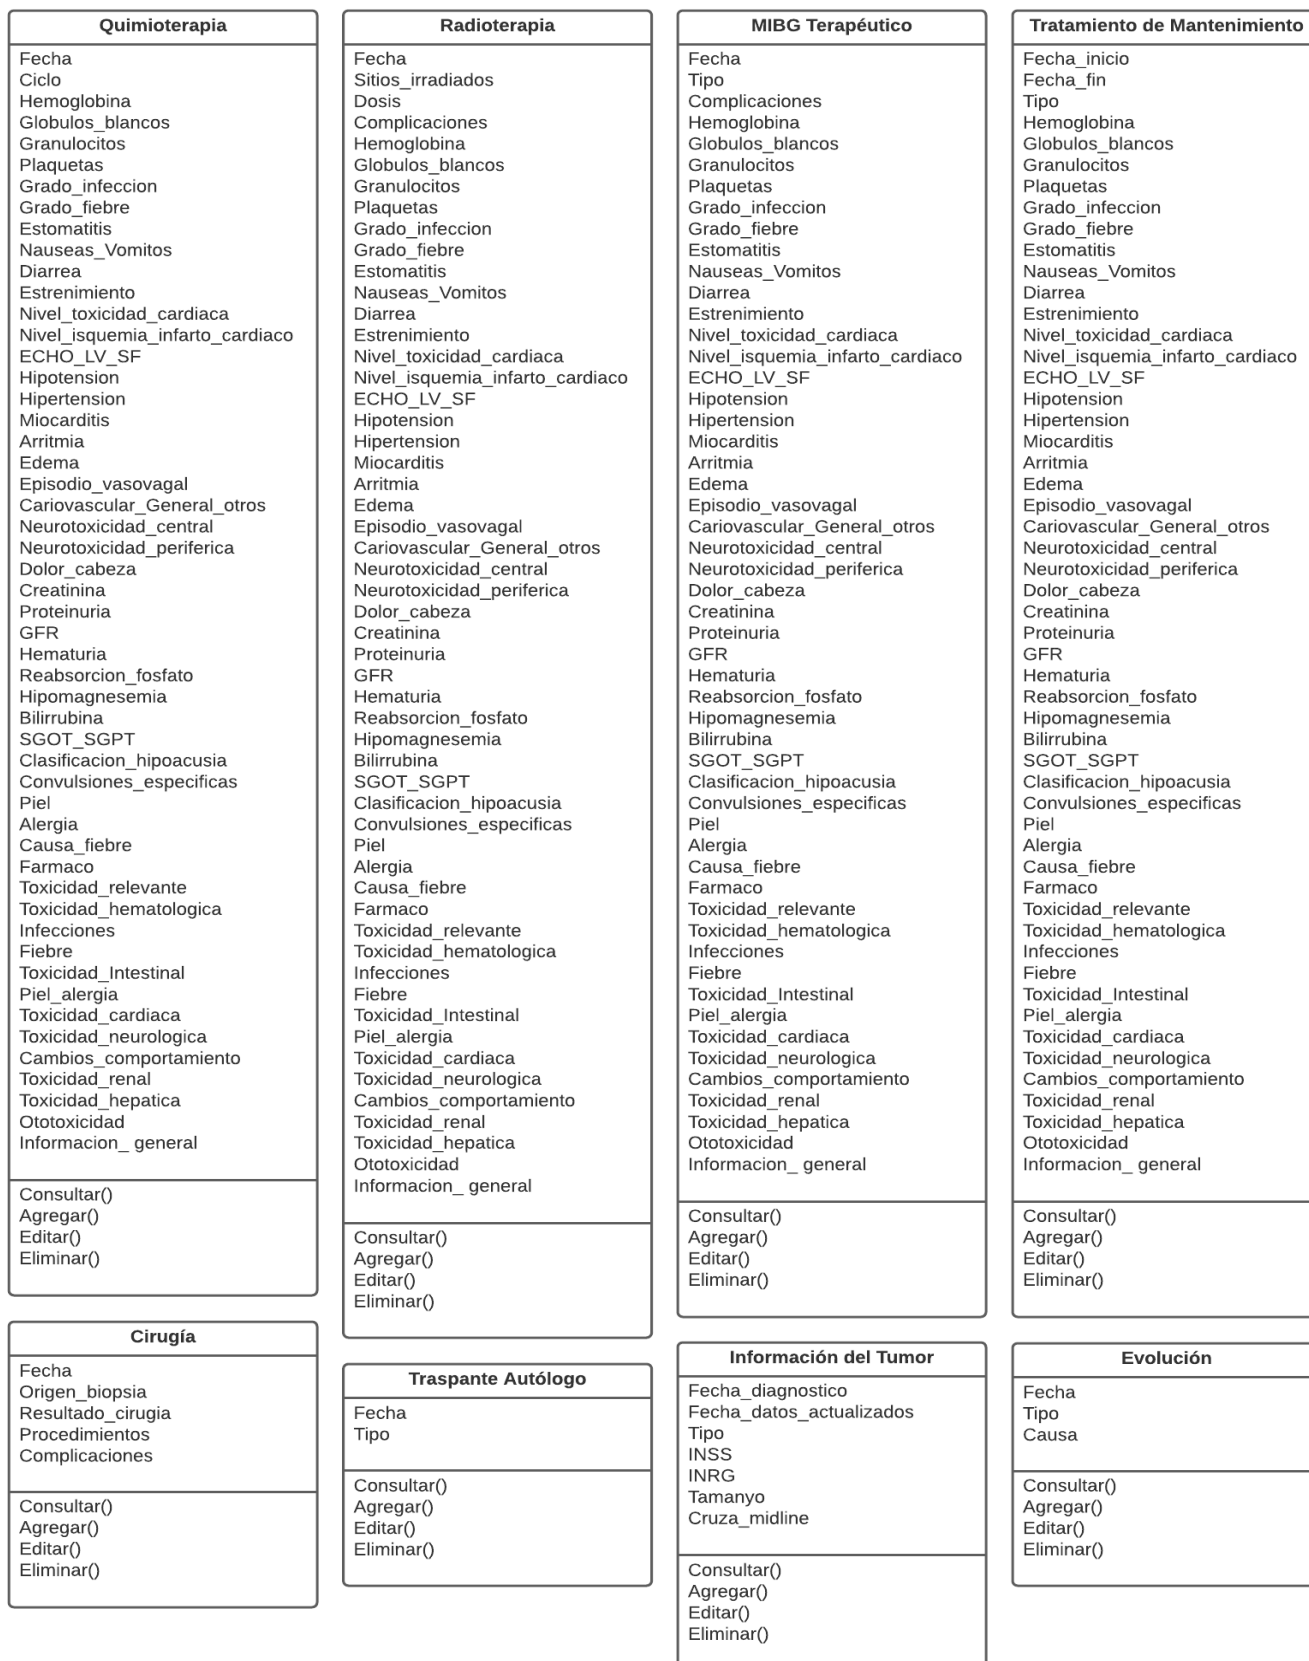 Quimioterapia
Fecha
Ciclo
Hemoglobina
Globulos_blancos
Granulocitos
Plaquetas
Grado_infeccion
Grado_fiebre
Estomatitis
Nauseas_Vomitos
Diarrea
Estrenimiento
Nivel_toxicidad_cardiaca
Nivel_isquemia_infarto_cardiaco
ECHO_LV_SF
Hipotension
Hipertension
Miocarditis
Arritmia
Edema
Episodio_vasovagal
Cariovascular_General_otros
Neurotoxicidad_central
Neurotoxicidad_periferica
Dolor_cabeza
Creatinina
Proteinuria
GFR
Hematuria
Reabsorcion_fosfato
Hipomagnesemia
Bilirrubina
SGOT_SGPT
Clasificacion_hipoacusia
Convulsiones_especificas
Piel
Alergia
Causa_fiebre
Farmaco
Toxicidad_relevante
Toxicidad_hematologica
Infecciones
Fiebre
Toxicidad_Intestinal
Piel_alergia
Toxicidad_cardiaca
Toxicidad_neurologica
Cambios_comportamiento
Toxicidad_renal
Toxicidad_hepatica
Ototoxicidad
Informacion_ general
Consultar()
Agregar()
Editar()
Eliminar()
Radioterapia
Fecha
Sitios_irradiados
Dosis
Complicaciones
Hemoglobina
Globulos_blancos
Granulocitos
Plaquetas
Grado_infeccion
Grado_fiebre
Estomatitis
Nauseas_Vomitos
Diarrea
Estrenimiento
Nivel_toxicidad_cardiaca
Nivel_isquemia_infarto_cardiaco
ECHO_LV_SF
Hipotension
Hipertension
Miocarditis
Arritmia
Edema
Episodio_vasovagal
Cariovascular_General_otros
Neurotoxicidad_central
Neurotoxicidad_periferica
Dolor_cabeza
Creatinina
Proteinuria
GFR
Hematuria
Reabsorcion_fosfato
Hipomagnesemia
Bilirrubina
SGOT_SGPT
Clasificacion_hipoacusia
Convulsiones_especificas
Piel
Alergia
Causa_fiebre
Farmaco
Toxicidad_relevante
Toxicidad_hematologica
Infecciones
Fiebre
Toxicidad_Intestinal
Piel_alergia
Toxicidad_cardiaca
Toxicidad_neurologica
Cambios_comportamiento
Toxicidad_renal
Toxicidad_hepatica
Ototoxicidad
Informacion_ general
Consultar()
Agregar()
Editar()
Eliminar()
MIBG Terapéutico
Fecha
Tipo
Complicaciones
Hemoglobina
Globulos_blancos
Granulocitos
Plaquetas
Grado_infeccion
Grado_fiebre
Estomatitis
Nauseas_Vomitos
Diarrea
Estrenimiento
Nivel_toxicidad_cardiaca
Nivel_isquemia_infarto_cardiaco
ECHO_LV_SF
Hipotension
Hipertension
Miocarditis
Arritmia
Edema
Episodio_vasovagal
Cariovascular_General_otros
Neurotoxicidad_central
Neurotoxicidad_periferica
Dolor_cabeza
Creatinina
Proteinuria
GFR
Hematuria
Reabsorcion_fosfato
Hipomagnesemia
Bilirrubina
SGOT_SGPT
Clasificacion_hipoacusia
Convulsiones_especificas
Piel
Alergia
Causa_fiebre
Farmaco
Toxicidad_relevante
Toxicidad_hematologica
Infecciones
Fiebre
Toxicidad_Intestinal
Piel_alergia
Toxicidad_cardiaca
Toxicidad_neurologica
Cambios_comportamiento
Toxicidad_renal
Toxicidad_hepatica
Ototoxicidad
Informacion_ general
Consultar()
Agregar()
Editar()
Eliminar()
Tratamiento de Mantenimiento
Fecha_inicio
Fecha_fin
Tipo
Hemoglobina
Globulos_blancos
Granulocitos
Plaquetas
Grado_infeccion
Grado_fiebre
Estomatitis
Nauseas_Vomitos
Diarrea
Estrenimiento
Nivel_toxicidad_cardiaca
Nivel_isquemia_infarto_cardiaco
ECHO_LV_SF
Hipotension
Hipertension
Miocarditis
Arritmia
Edema
Episodio_vasovagal
Cariovascular_General_otros
Neurotoxicidad_central
Neurotoxicidad_periferica
Dolor_cabeza
Creatinina
Proteinuria
GFR
Hematuria
Reabsorcion_fosfato
Hipomagnesemia
Bilirrubina
SGOT_SGPT
Clasificacion_hipoacusia
Convulsiones_especificas
Piel
Alergia
Causa_fiebre
Farmaco
Toxicidad_relevante
Toxicidad_hematologica
Infecciones
Fiebre
Toxicidad_Intestinal
Piel_alergia
Toxicidad_cardiaca
Toxicidad_neurologica
Cambios_comportamiento
Toxicidad_renal
Toxicidad_hepatica
Ototoxicidad
Informacion_ general
Consultar()
Agregar()
Editar()
Eliminar()
Cirugía
Fecha
Origen_biopsia
Resultado_cirugia
Procedimientos
Complicaciones
Consultar()
Agregar()
Editar()
Eliminar()
Traspante Autólogo
Fecha
Tipo
Consultar()
Agregar()
Editar()
Eliminar()
Información del Tumor
Fecha_diagnostico
Fecha_datos_actualizados
Tipo
INSS
INRG
Tamanyo
Cruza_midline
Consultar()
Agregar()
Editar()
Eliminar()
Evolución
Fecha
Tipo
Causa
Consultar()
Agregar()
Editar()
Eliminar()